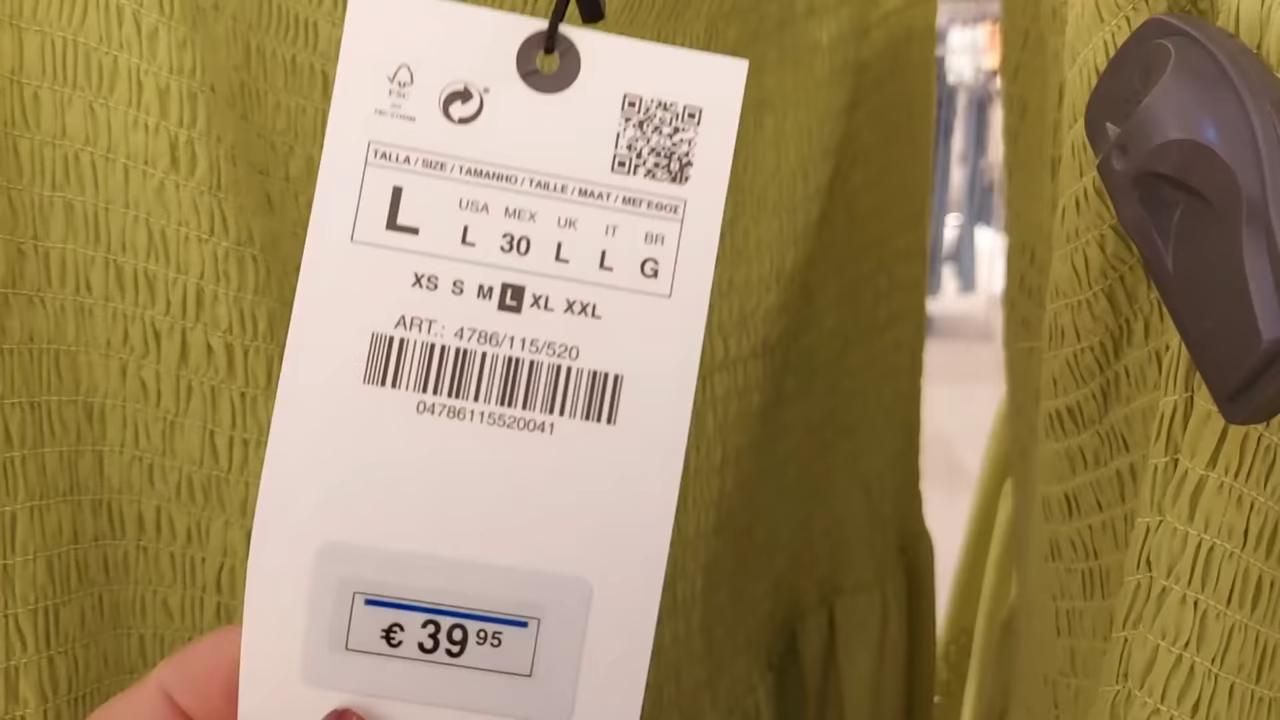 FSC
TALLA / SIZE / TAMANHO / TAILLE / MAAT / ΜΕΓΕΘΟΣ
L
USA MEX UK IT BR
L 30 L L G
XS S M L XL XXL
ART.: 4786/115/520
04786115520041
€ 39 95